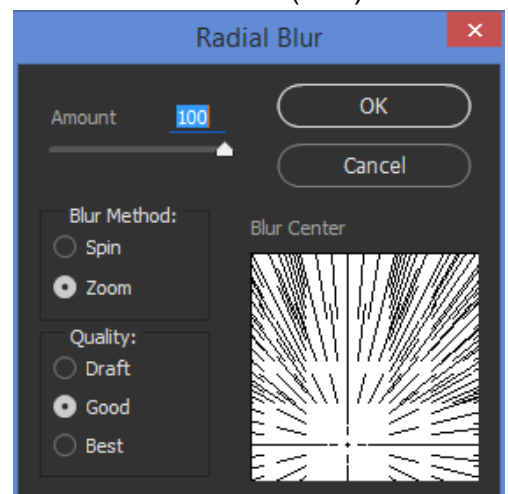 Radial Blur
Amount 100
OK
Cancel
Blur Method:
Spin
Zoom
Blur Center
Quality:
Draft
Good
Best